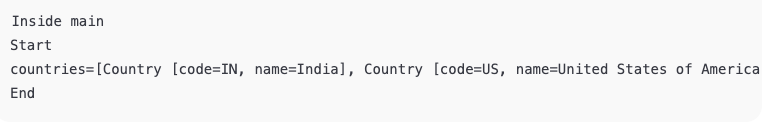 Inside main
Start
countries=[Country [code=IN, name=India], Country [code=US, name=United States of America
End